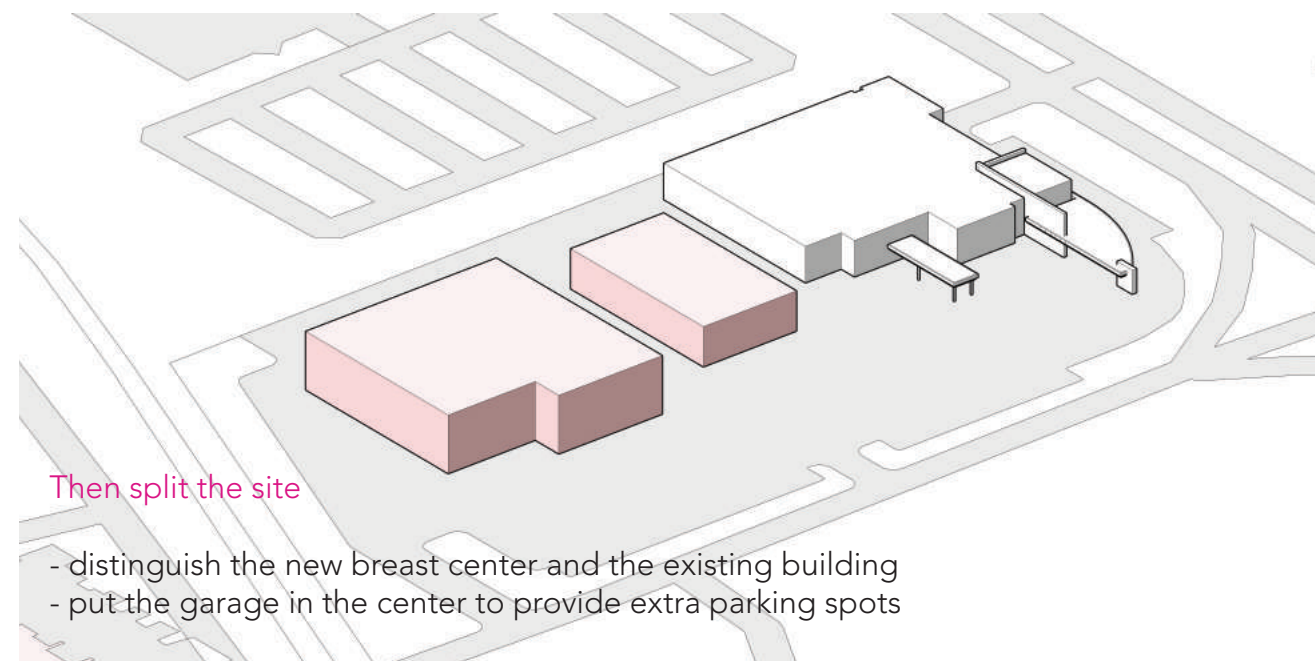 Then split the site
- distinguish the new breast center and the existing building
- put the garage in the center to provide extra parking spots